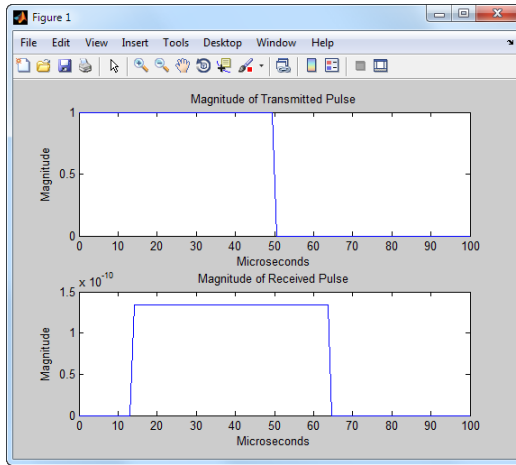 Figure 1
File Edit View Insert Tools Desktop Window Help
Magnitude of Transmitted Pulse
1
0.5
0
Magnitude
0 10 20 30 40 50 60 70 80 90 100
Microseconds
x 10^-10
Magnitude of Received Pulse
1.5
1
0.5
0
Magnitude
0 10 20 30 40 50 60 70 80 90 100
Microseconds